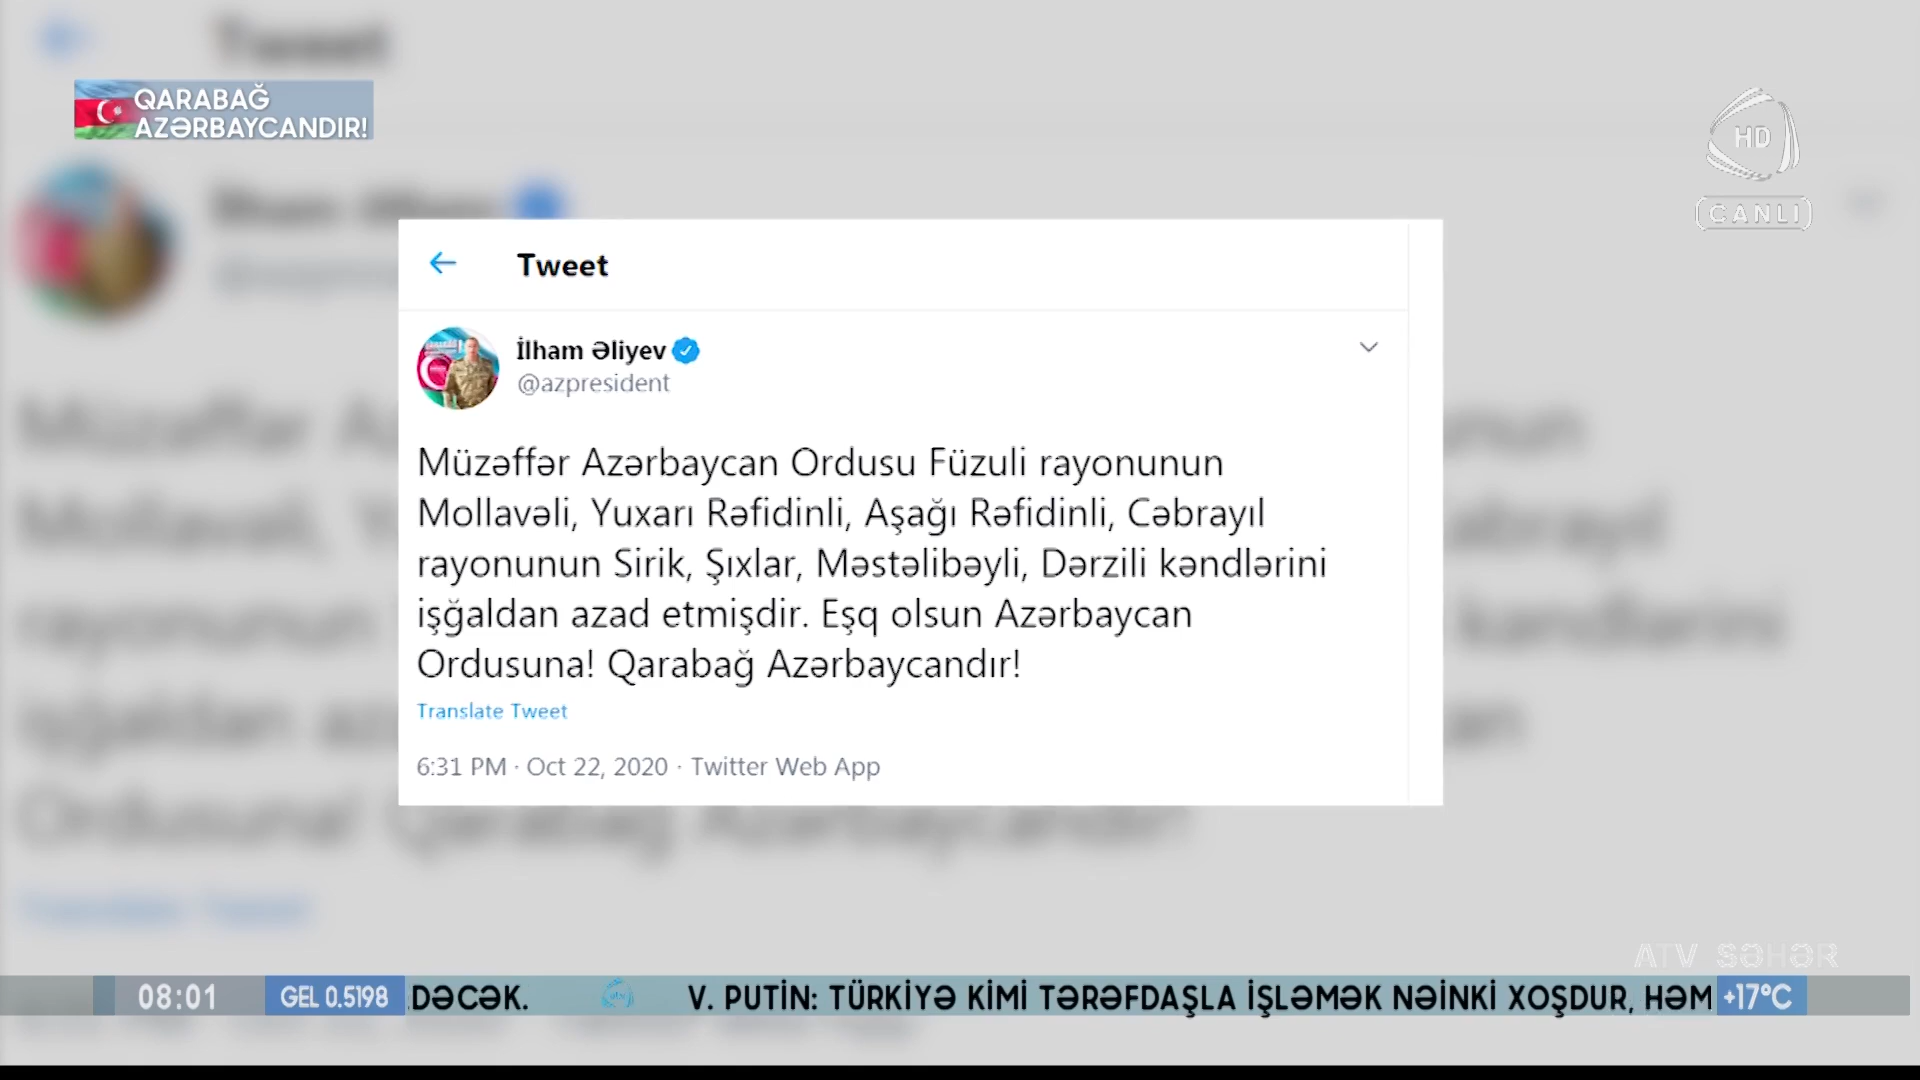 Tweet
QARABAĞ
AZƏRBAYCANDIR!
HD
CANLI
Tweet
İlham Əliyev
@azpresident
Müzəffər Azərbaycan Ordusu Füzuli rayonunun
Mollavəli, Yuxarı Rəfidinli, Aşağı Rəfidinli, Cəbrayıl
rayonunun Sirik, Şıxlar, Məstəlibəyli, Dərzili kəndlərini
işğaldan azad etmişdir. Eşq olsun Azərbaycan
Ordusuna! Qarabağ Azərbaycandır!
Translate Tweet
6:31 PM · Oct 22, 2020 · Twitter Web App
ATV SƏHƏR
08:01 GEL 0.5198 DƏCƏK. atv V. PUTİN: TÜRKİYƏ KİMİ TƏRƏFDAŞLA İŞLƏMƏK NƏİNKİ XOŞDUR, HƏM +17°C